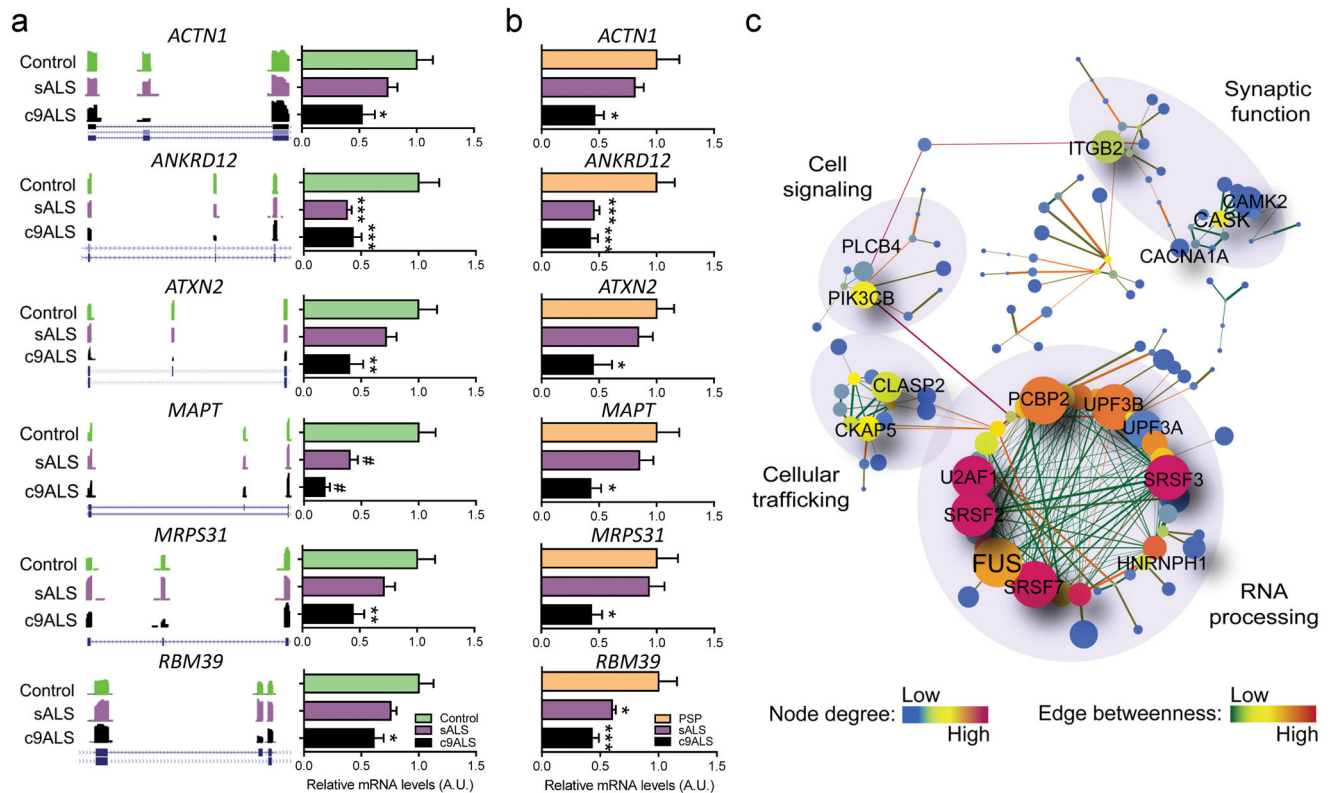 a
ACTN1
Control
sALS
c9ALS
*
0.0 0.5 1.0 1.5
ANKRD12
Control
sALS
c9ALS
***
***
0.0 0.5 1.0 1.5
ATXN2
Control
sALS
c9ALS
**
0.0 0.5 1.0 1.5
MAPT
Control
sALS
c9ALS
#
#
0.0 0.5 1.0 1.5
MRPS31
Control
sALS
c9ALS
**
0.0 0.5 1.0 1.5
RBM39
Control
sALS
c9ALS
*
Control
sALS
c9ALS
0.0 0.5 1.0 1.5
Relative mRNA levels (A.U.)
b
ACTN1
*
0.0 0.5 1.0 1.5
ANKRD12
***
***
0.0 0.5 1.0 1.5
ATXN2
*
0.0 0.5 1.0 1.5
MAPT
*
0.0 0.5 1.0 1.5
MRPS31
*
0.0 0.5 1.0 1.5
RBM39
*
***
PSP
sALS
c9ALS
0.0 0.5 1.0 1.5
Relative mRNA levels (A.U.)
c
Synaptic
function
ITGB2
CAMK2
CASK
CACNA1A
Cell
signaling
PLCB4
PIK3CB
CLASP2
CKAP5
Cellular
trafficking
PCBP2
UPF3B
UPF3A
U2AF1
SRSF3
SRSF2
FUS
SRSF7
HNRNPH1
RNA
processing
Node degree:
Low
High
Edge betweenness:
Low
High